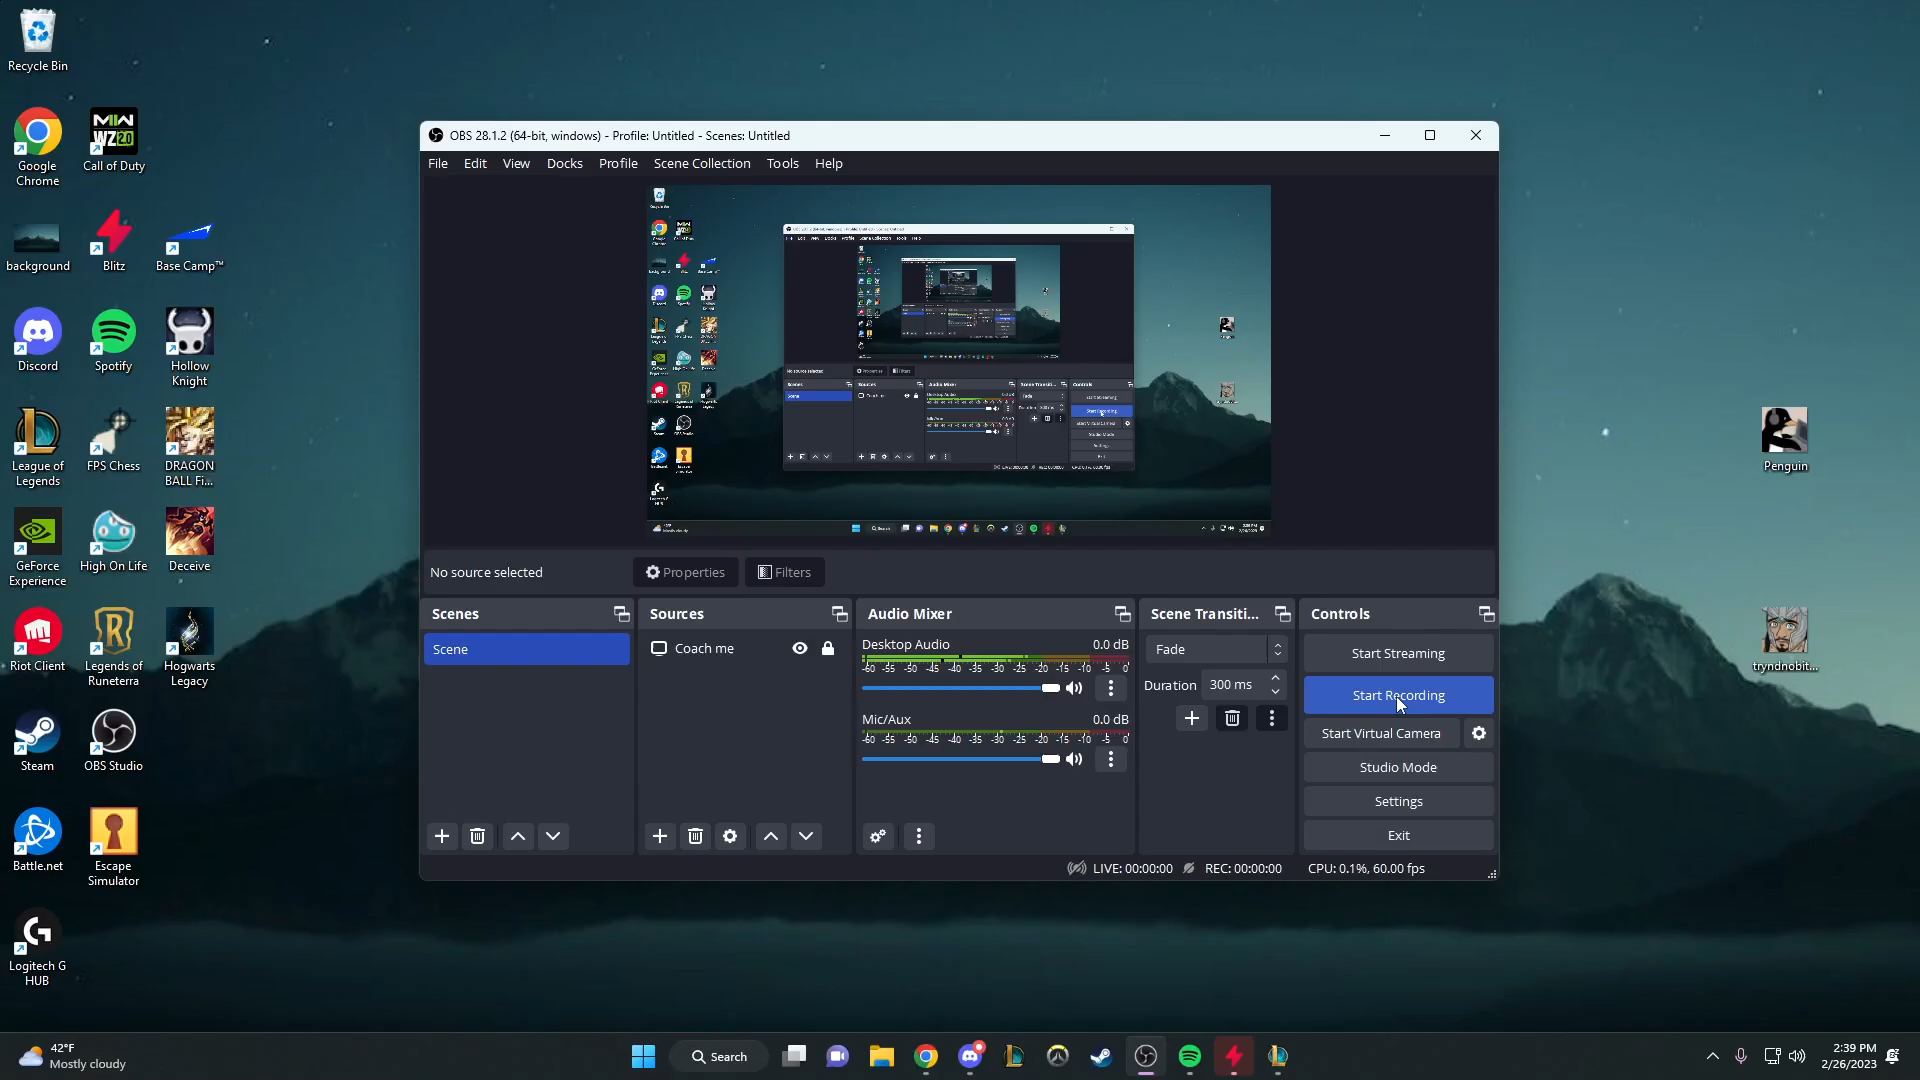 Recycle Bin
Google
Chrome
Call of Duty
MW
WZ 2.0
background
Blitz
Base Camp™
Discord
Spotify
Hollow
Knight
League of
Legends
FPS Chess
DRAGON
BALL Fi...
GeForce
Experience
High On Life
Deceive
Riot Client
Legends of
Runeterra
Hogwarts
Legacy
Steam
OBS Studio
Battle.net
Escape
Simulator
Logitech G
HUB
Penguin
tryndnobit...
OBS 28.1.2 (64-bit, windows) - Profile: Untitled - Scenes: Untitled
File Edit View Docks Profile Scene Collection Tools Help
No source selected
Properties
Filters
Scenes
Scene
Sources
Coach me
Audio Mixer
Desktop Audio 0.0 dB
-60 -55 -50 -45 -40 -35 -30 -25 -20 -15 -10 -5 0
Mic/Aux 0.0 dB
-60 -55 -50 -45 -40 -35 -30 -25 -20 -15 -10 -5 0
Scene Transiti...
Fade
Duration 300 ms
Controls
Start Streaming
Start Recording
Start Virtual Camera
Studio Mode
Settings
Exit
LIVE: 00:00:00 REC: 00:00:00 CPU: 0.1%, 60.00 fps
42°F
Mostly cloudy
Search
2:39 PM
2/26/2023